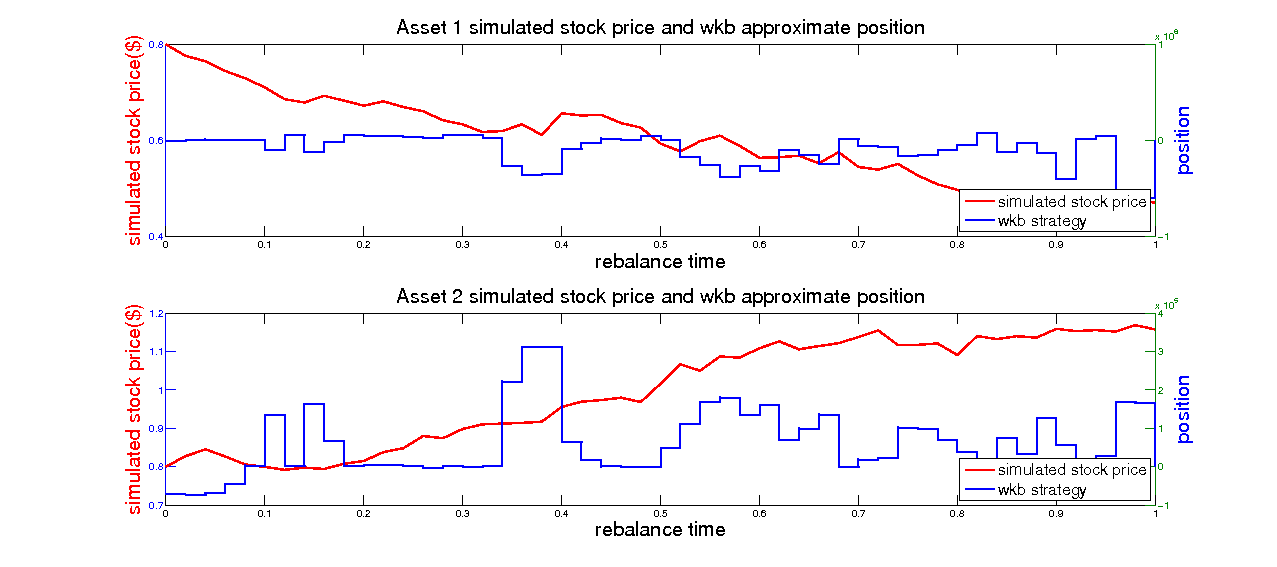 Asset 1 simulated stock price and wkb approximate position
x 10^6
simulated stock price($)
0.8
0.6
0.4
1
0
-1
position
simulated stock price
wkb strategy
0 0.1 0.2 0.3 0.4 0.5 0.6 0.7 0.8 0.9 1
rebalance time
Asset 2 simulated stock price and wkb approximate position
x 10^5
simulated stock price($)
1.2
1.1
1
0.9
0.8
0.7
4
3
2
1
0
-1
position
simulated stock price
wkb strategy
0 0.1 0.2 0.3 0.4 0.5 0.6 0.7 0.8 0.9 1
rebalance time